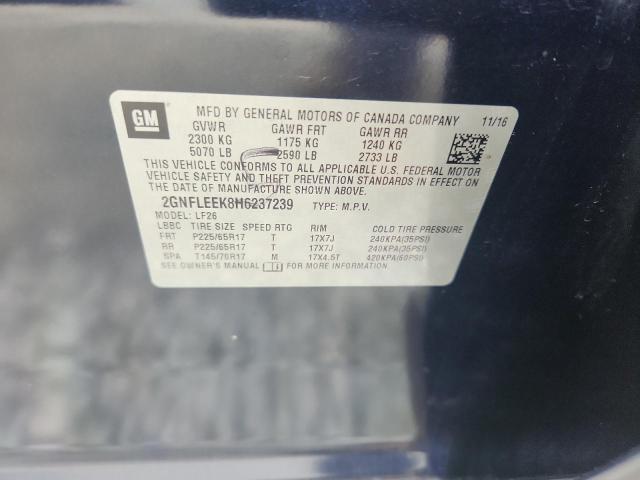 GM
MFD BY GENERAL MOTORS OF CANADA COMPANY 11/16
GVWR GAWR FRT GAWR RR
2300 KG 1175 KG 1240 KG
5070 LB 2590 LB 2733 LB
THIS VEHICLE CONFORMS TO ALL APPLICABLE U.S. FEDERAL MOTOR
VEHICLE SAFETY AND THEFT PREVENTION STANDARDS IN EFFECT ON
THE DATE OF MANUFACTURE SHOWN ABOVE.
2GNFLEEK8H6237239 TYPE: M.P.V.
MODEL: LF26
LBBC TIRE SIZE SPEED RTG RIM COLD TIRE PRESSURE
FRT P225/65R17 T 17X7J 240KPA(35PSI)
RR P225/65R17 T 17X7J 240KPA(35PSI)
SPA T145/70R17 M 17X4.5T 420KPA(60PSI)
SEE OWNER'S MANUAL FOR MORE INFORMATION.